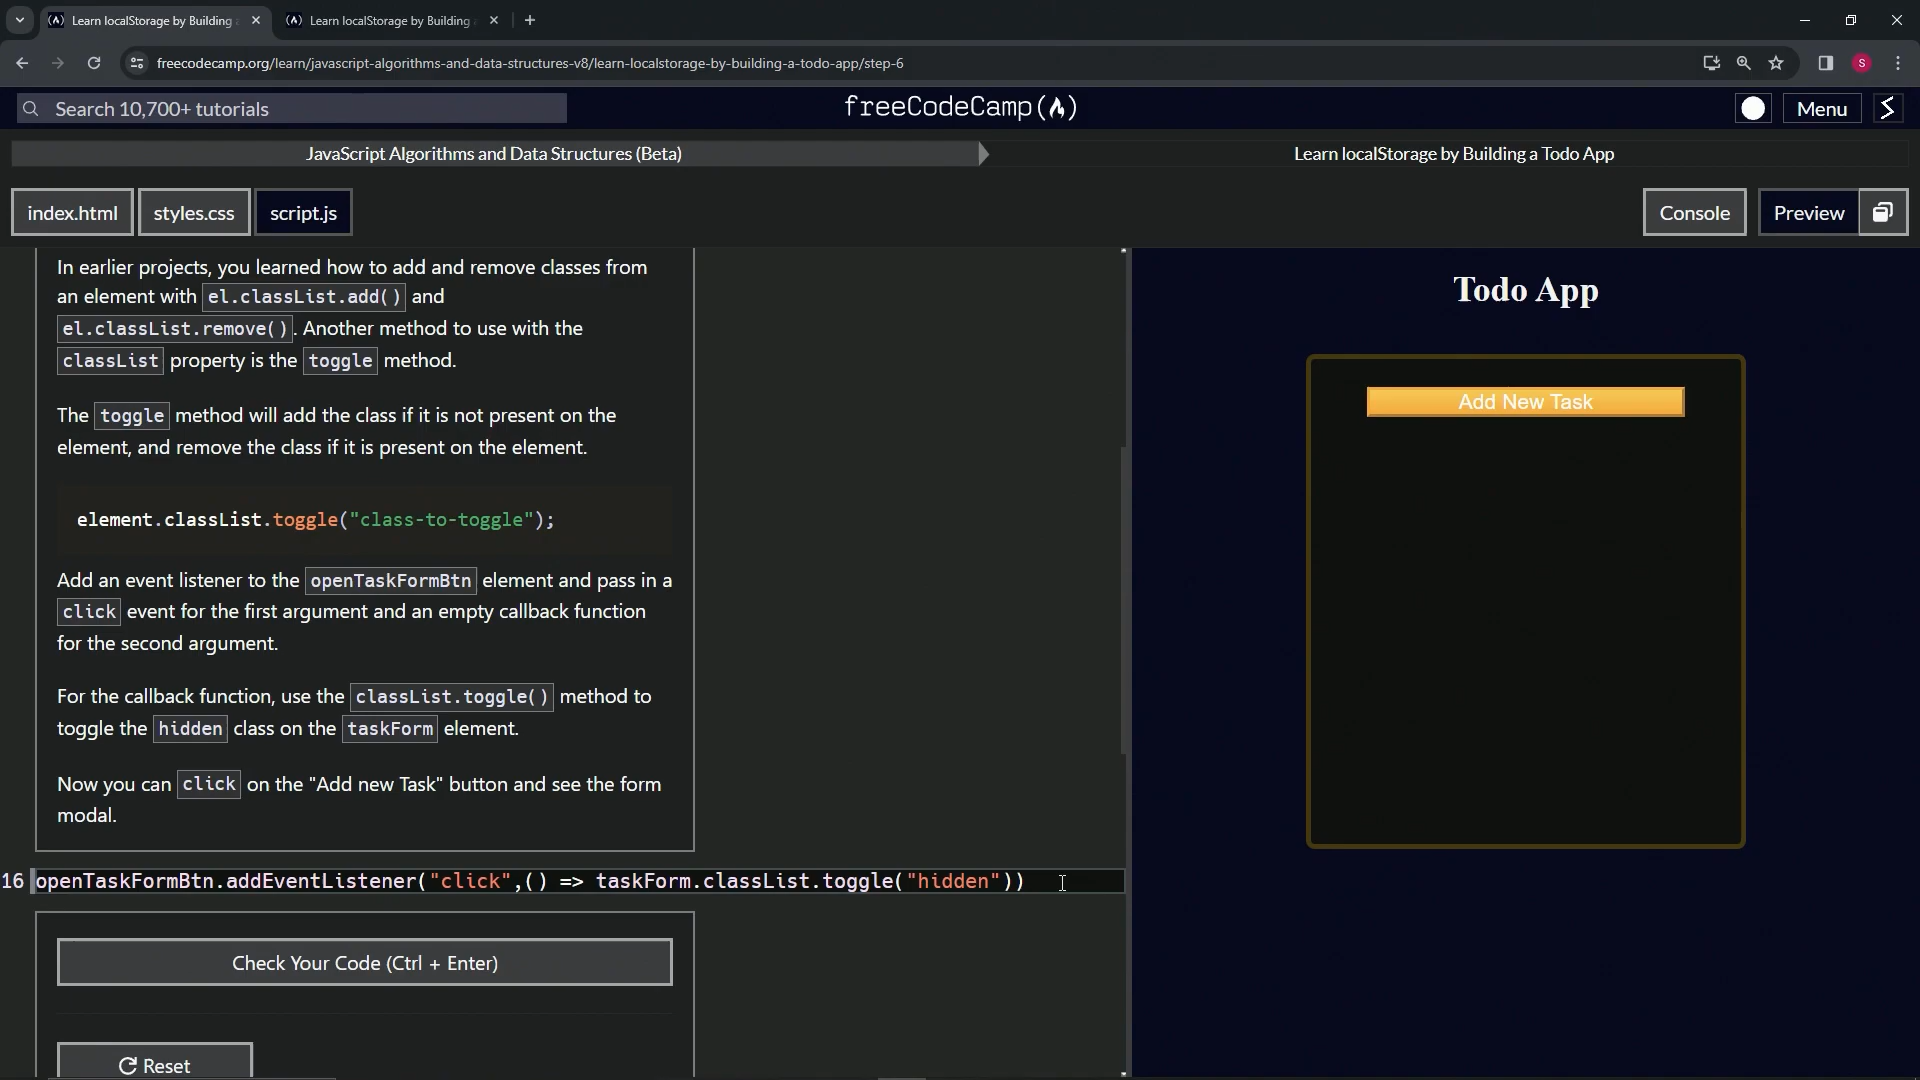 Learn localStorage by Building
Learn localStorage by Building
freecodecamp.org/learn/javascript-algorithms-and-data-structures-v8/learn-localstorage-by-building-a-todo-app/step-6
S
Search 10,700+ tutorials
freeCodeCamp(🔥)
Menu
JavaScript Algorithms and Data Structures (Beta)
Learn localStorage by Building a Todo App
index.html
styles.css
script.js
Console
Preview
In earlier projects, you learned how to add and remove classes from
an element with el.classList.add() and
el.classList.remove(). Another method to use with the
classList property is the toggle method.
The toggle method will add the class if it is not present on the
element, and remove the class if it is present on the element.
element.classList.toggle("class-to-toggle");
Add an event listener to the openTaskFormBtn element and pass in a
click event for the first argument and an empty callback function
for the second argument.
For the callback function, use the classList.toggle() method to
toggle the hidden class on the taskForm element.
Now you can click on the "Add new Task" button and see the form
modal.
16 openTaskFormBtn.addEventListener("click",() => taskForm.classList.toggle("hidden"))
Check Your Code (Ctrl + Enter)
Reset
Todo App
Add New Task